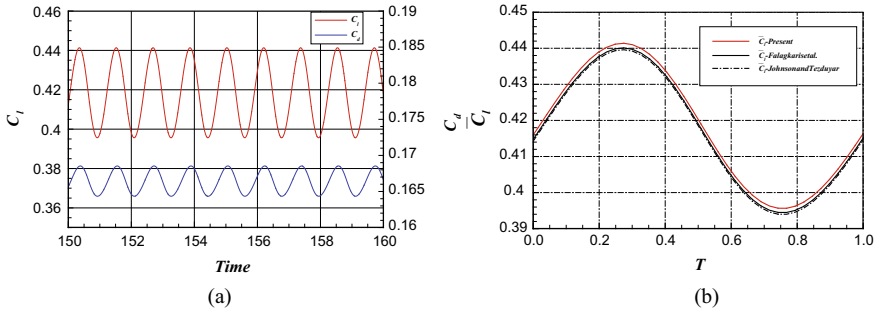 0.46
0.44
0.42
0.4
0.38
0.36
C_l
0.19
0.185
0.18
0.175
0.17
0.165
0.16
C_d
C_l
C_d
150
152
154
156
158
160
Time
(a)
0.45
0.44
0.43
0.42
0.41
0.4
0.39
C̅_l
C̅_l-Present
C̅_l-Falagkarisetal.
C̅_l-JohnsonandTezduyar
0.0
0.2
0.4
0.6
0.8
1.0
T
(b)